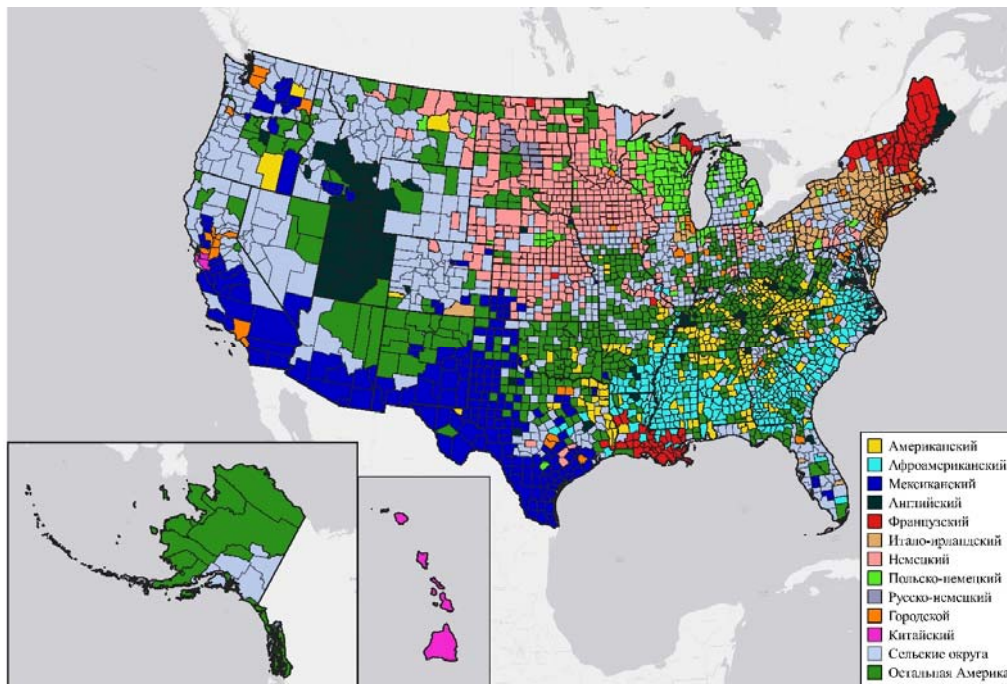 Американский
Афроамериканский
Мексиканский
Английский
Французский
Итало-ирландский
Немецкий
Польско-немецкий
Русско-немецкий
Городской
Китайский
Сельские округа
Остальная Америка